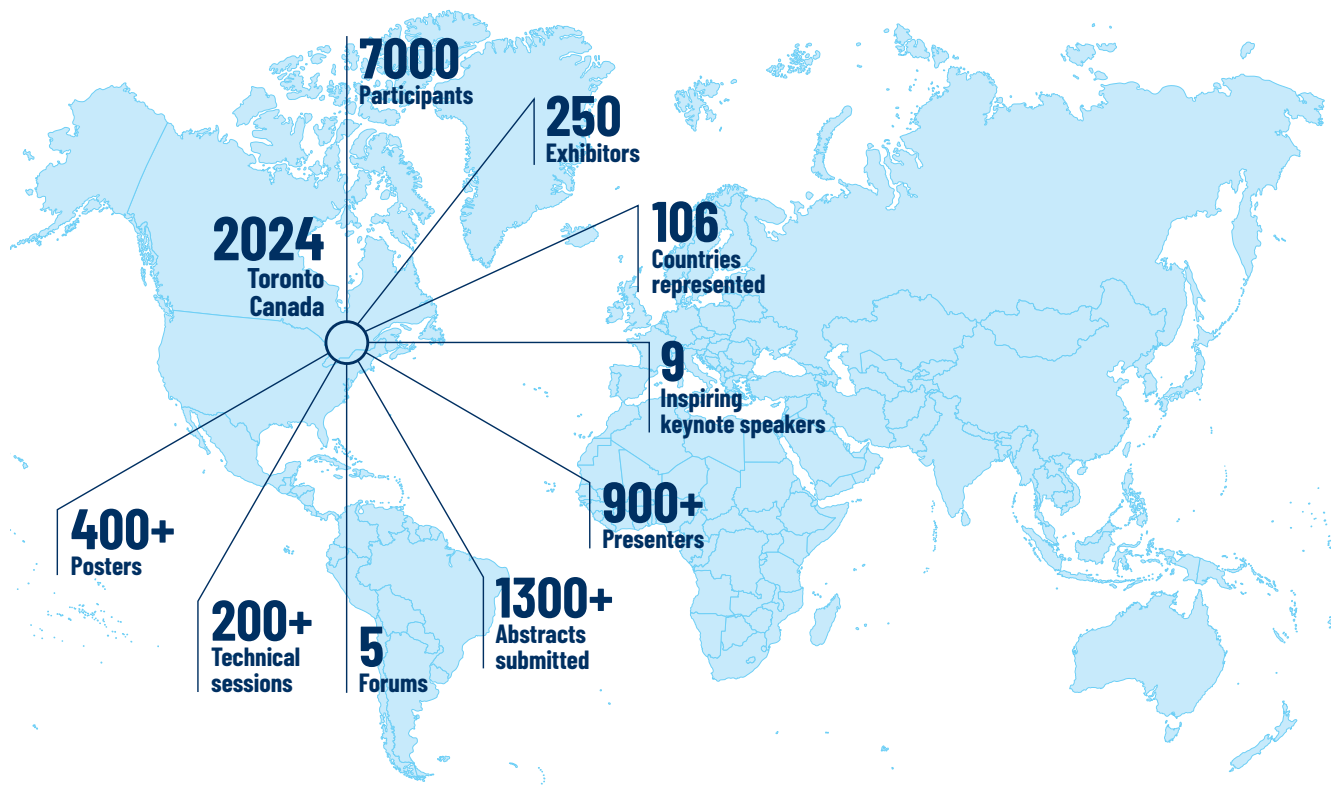 7000
Participants
250
Exhibitors
106
Countries
represented
2024
Toronto
Canada
9
Inspiring
keynote speakers
900+
Presenters
400+
Posters
1300+
Abstracts
submitted
200+
Technical
sessions
5
Forums